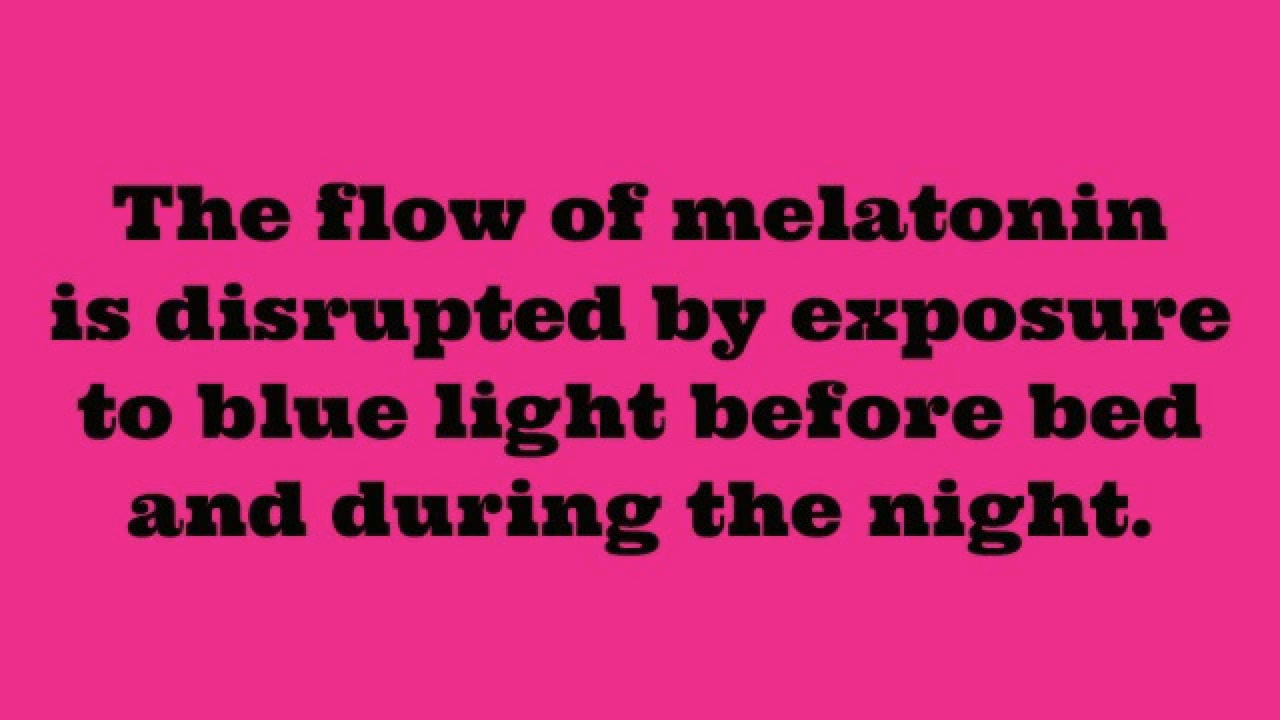 The flow of melatonin
is disrupted by exposure
to blue light before bed
and during the night.